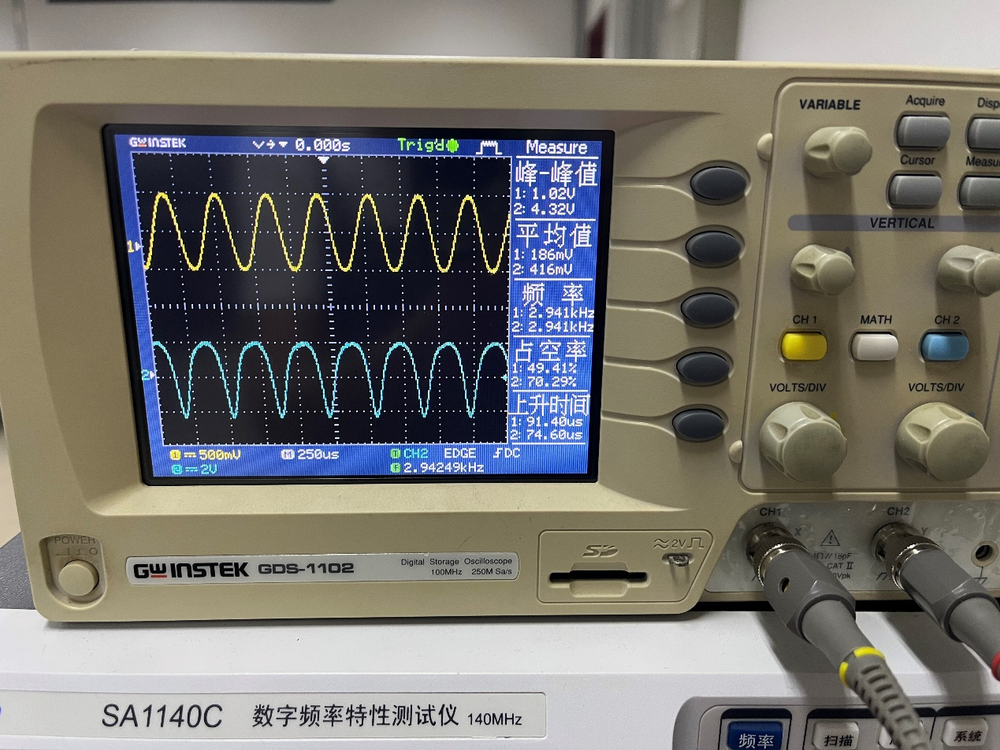 GWINSTEK
0.000s
Trig'd
Measure
峰-峰值
1: 1.02V
2: 4.32V
平均值
1: 186mV
2: 416mV
频 率
1: 2.941kHz
2: 2.941kHz
占空率
1: 49.41%
2: 70.29%
上升时间
1: 91.40us
2: 74.60us
1
2
1 500mV
M 250us
T CH2 EDGE DC
2 2V
F 2.94249kHz
VARIABLE
Acquire
Disp
Cursor
Measu
VERTICAL
CH 1
MATH
CH 2
VOLTS/DIV
VOLTS/DIV
CH1
CH2
X
Y
CAT II
POWER
GWINSTEK GDS-1102
Digital Storage Oscilloscope
100MHz 250M Sa/s
SD
2V
SA1140C 数字频率特性测试仪 140MHz
频率
扫描
系统